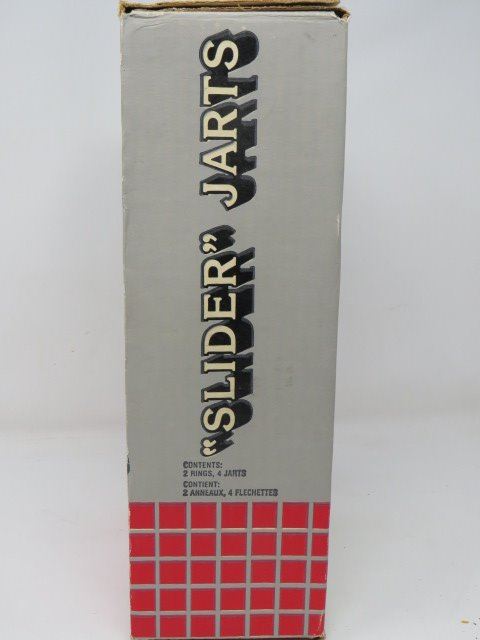 "SLIDER" JARTS
CONTENTS:
2 RINGS, 4 JARTS
CONTIENT:
2 ANNEAUX, 4 FLECHETTES